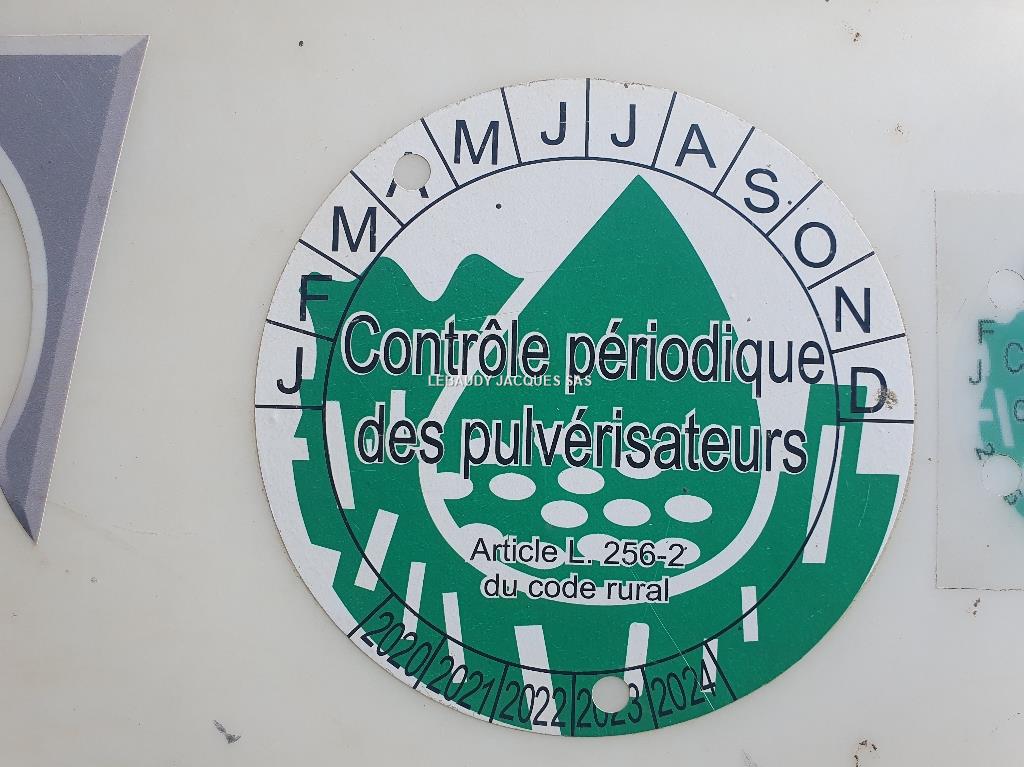 J F M A M J J A S O N D
Contrôle périodique
LEBAUDY JACQUES SAS
des pulvérisateurs
Article L. 256-2
du code rural
2020 2021 2022 2023 2024
F
J
C